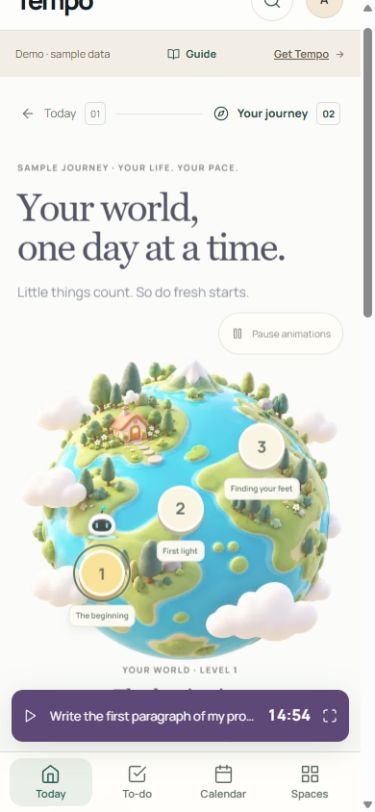 Tempo
A
Demo · sample data
Guide
Get Tempo →
← Today 01
Your journey 02
SAMPLE JOURNEY · YOUR LIFE. YOUR PACE.
Your world,
one day at a time.
Little things count. So do fresh starts.
Pause animations
3
Finding your feet
2
First light
1
The beginning
YOUR WORLD · LEVEL 1
Write the first paragraph of my pro... 14:54
Today
To-do
Calendar
Spaces